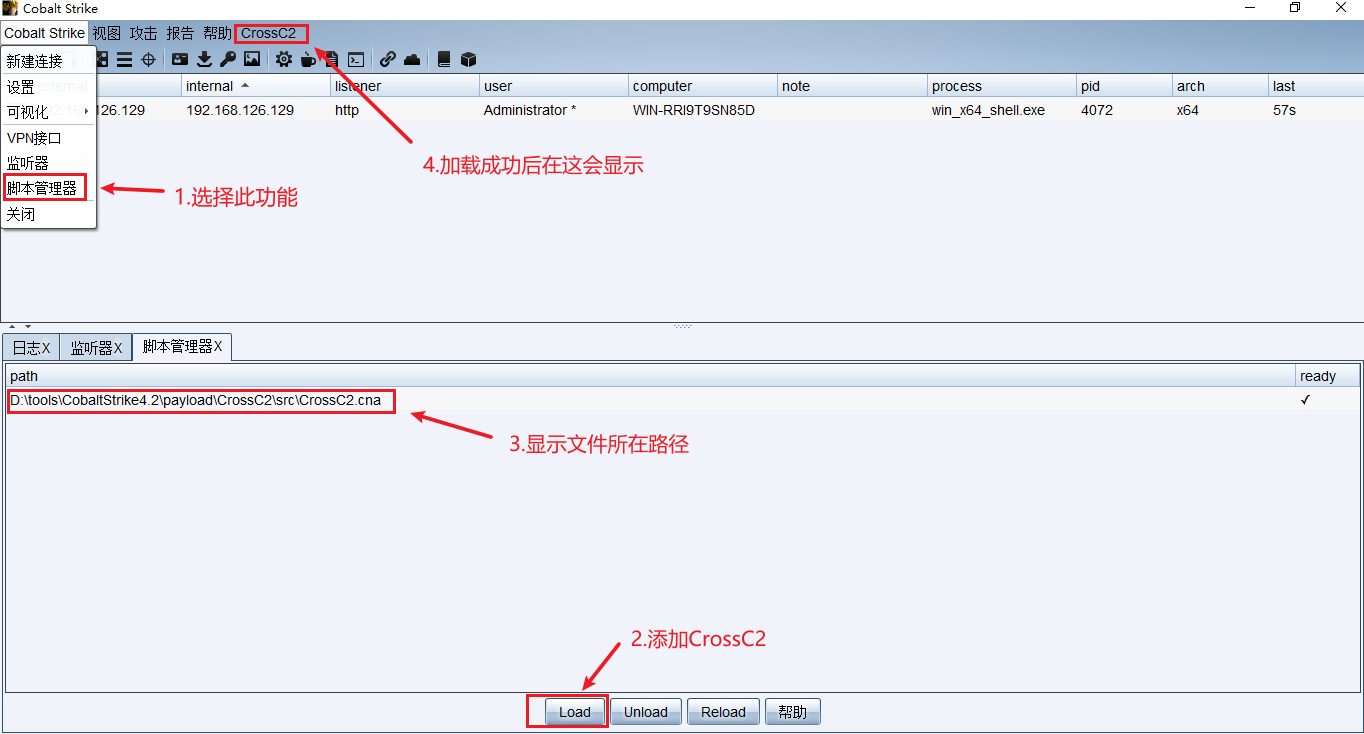 Cobalt Strike
Cobalt Strike 视图 攻击 报告 帮助 CrossC2
新建连接
设置
可视化
VPN接口
监听器
脚本管理器
关闭
external internal listener user computer note process pid arch last
126.129 192.168.126.129 http Administrator * WIN-RRI9T9SN85D win_x64_shell.exe 4072 x64 57s
4.加载成功后在这会显示
1.选择此功能
日志X 监听器X 脚本管理器X
path ready
D:\tools\CobaltStrike4.2\payload\CrossC2\src\CrossC2.cna ✓
3.显示文件所在路径
2.添加CrossC2
Load Unload Reload 帮助